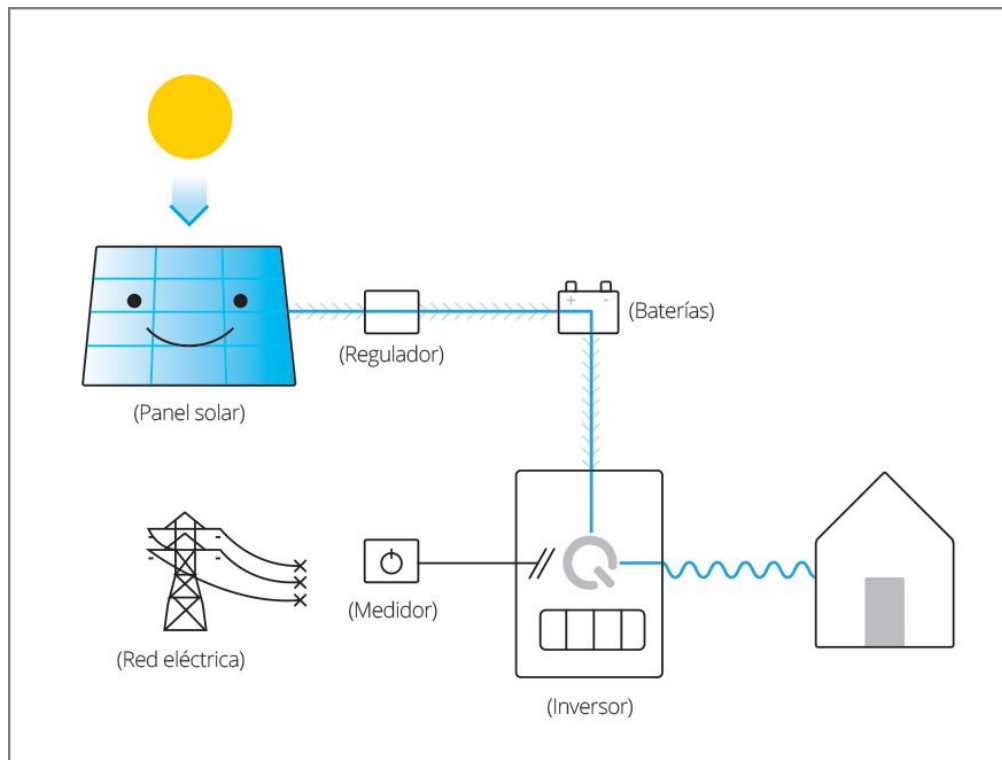 (Baterías)
(Regulador)
(Panel solar)
(Medidor)
(Red eléctrica)
(Inversor)